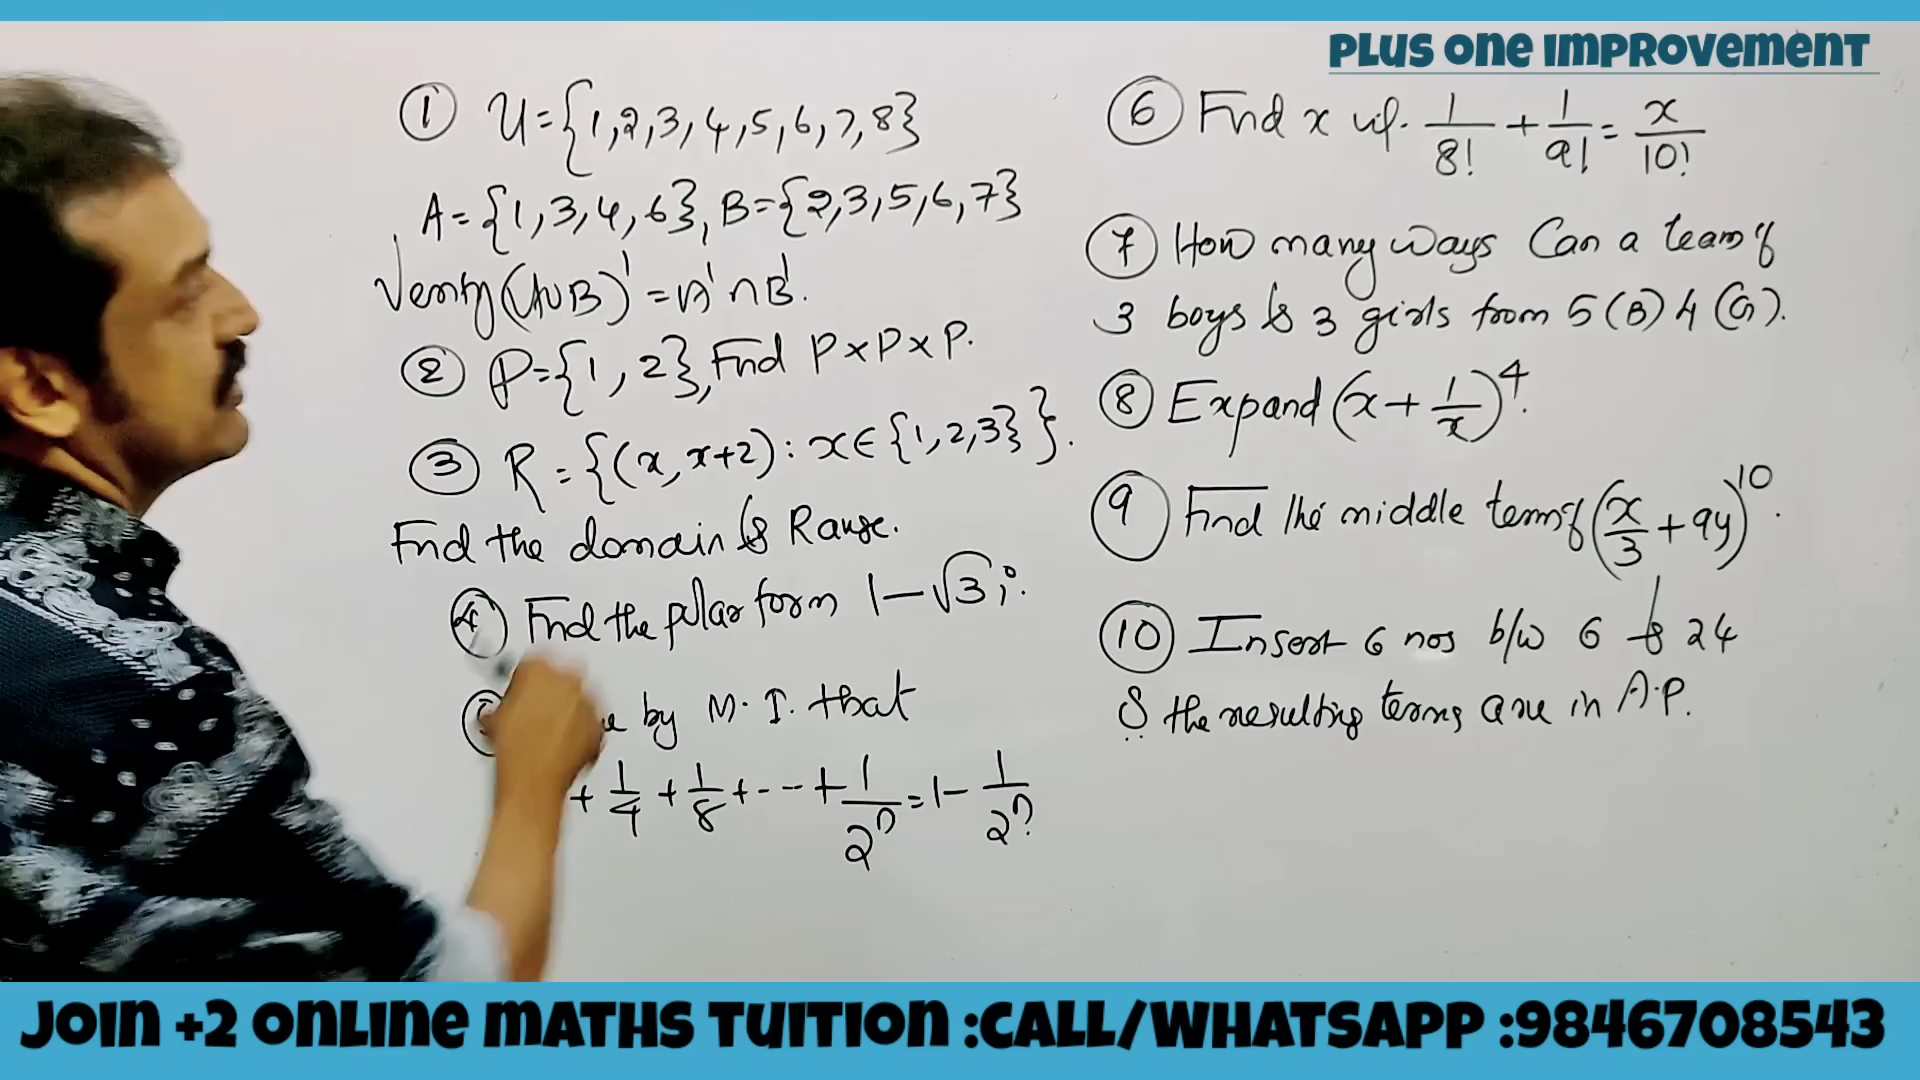 PLUS ONE IMPROVEMENT
① U={1,2,3,4,5,6,7,8}
A={1,3,4,6}, B={2,3,5,6,7}
Verify (A∪B)' = A' ∩ B'.
② P={1,2}, Find P×P×P.
③ R={(x, x+2): x∈{1,2,3}}.
Find the domain & Range.
④ Find the polar form 1-√3 i.
by M.I. that
+ 1/4 + 1/8 + --- + 1/2ⁿ = 1 - 1/2ⁿ.
⑥ Find x if 1/8! + 1/9! = x/10!
⑦ How many ways Can a team of
3 boys & 3 girls from 5 (B) 4 (G).
⑧ Expand (x + 1/x)⁴.
⑨ Find the middle term of (x/3 + 9y)¹⁰.
⑩ Insert 6 nos b/w 6 & 24
the resulting terms are in A.P.
JOIN +2 ONLINE MATHS TUITION :CALL/WHATSAPP :9846708543